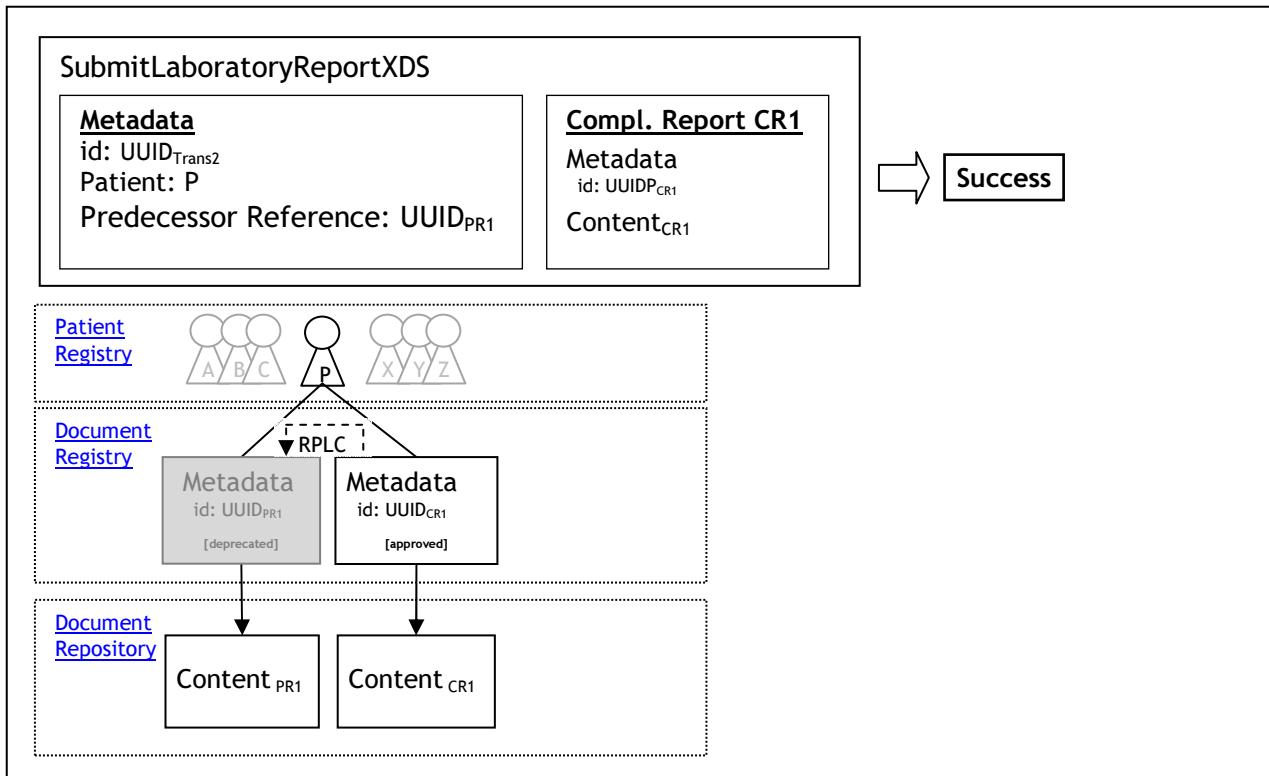 SubmitLaboratoryReportXDS
Metadata
id: UUIDTrans2
Patient: P
Predecessor Reference: UUIDPR1
Compl. Report CR1
Metadata
id: UUIDPCR1
ContentCR1
Success
Patient
Registry
A B C P X Y Z
Document
Registry
RPLC
Metadata
id: UUIDPR1
[deprecated]
Metadata
id: UUIDCR1
[approved]
Document
Repository
Content PR1
Content CR1